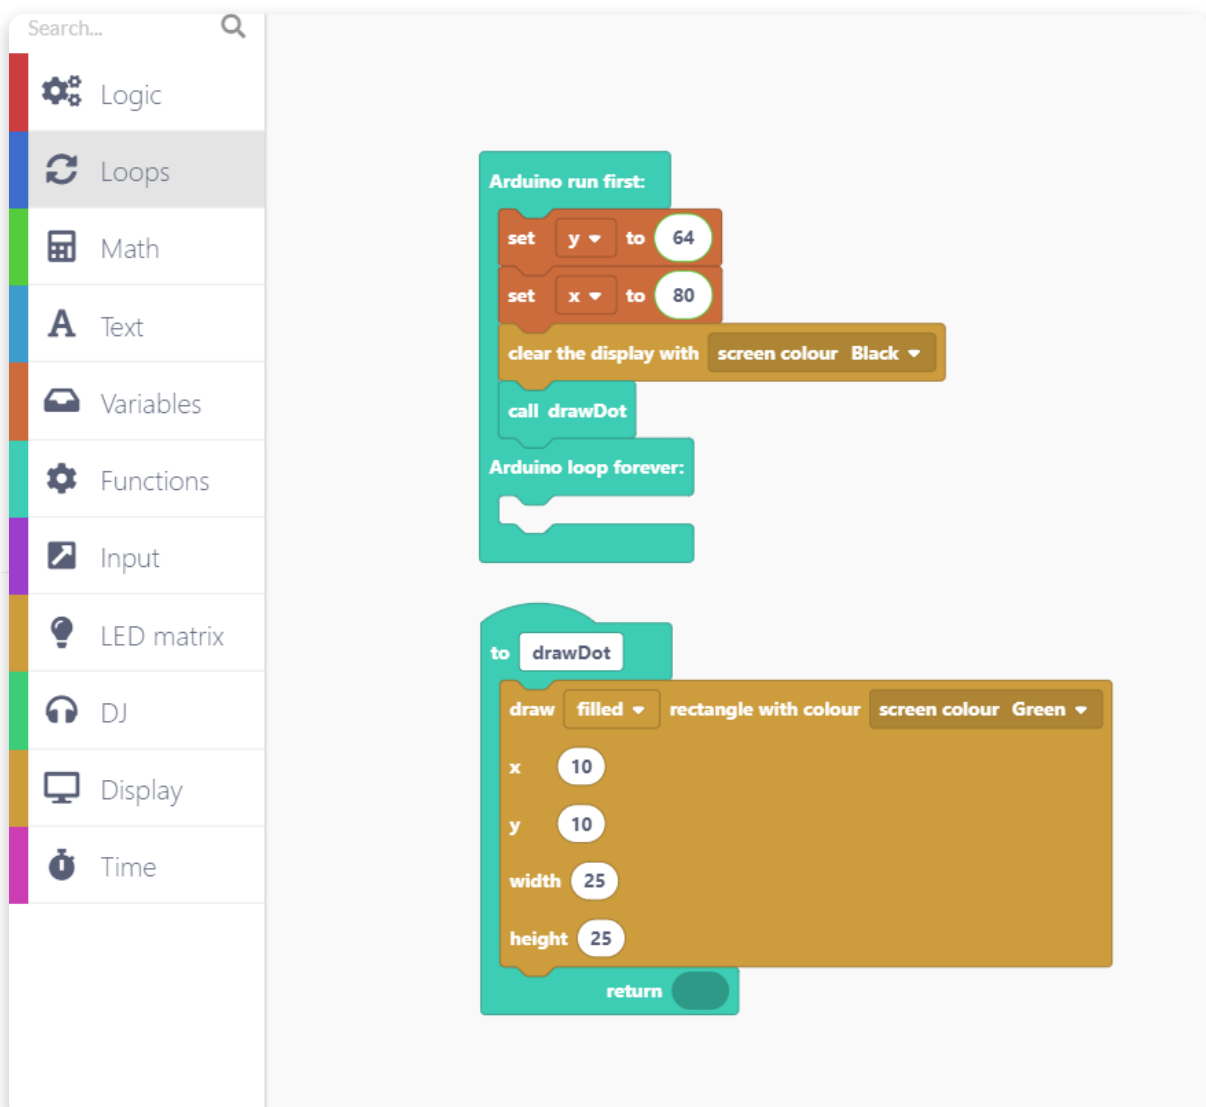 Search...
Logic
Loops
Math
Text
Variables
Functions
Input
LED matrix
DJ
Display
Time
Arduino run first:
set y to 64
set x to 80
clear the display with screen colour Black
call drawDot
Arduino loop forever:
to drawDot
draw filled rectangle with colour screen colour Green
x 10
y 10
width 25
height 25
return